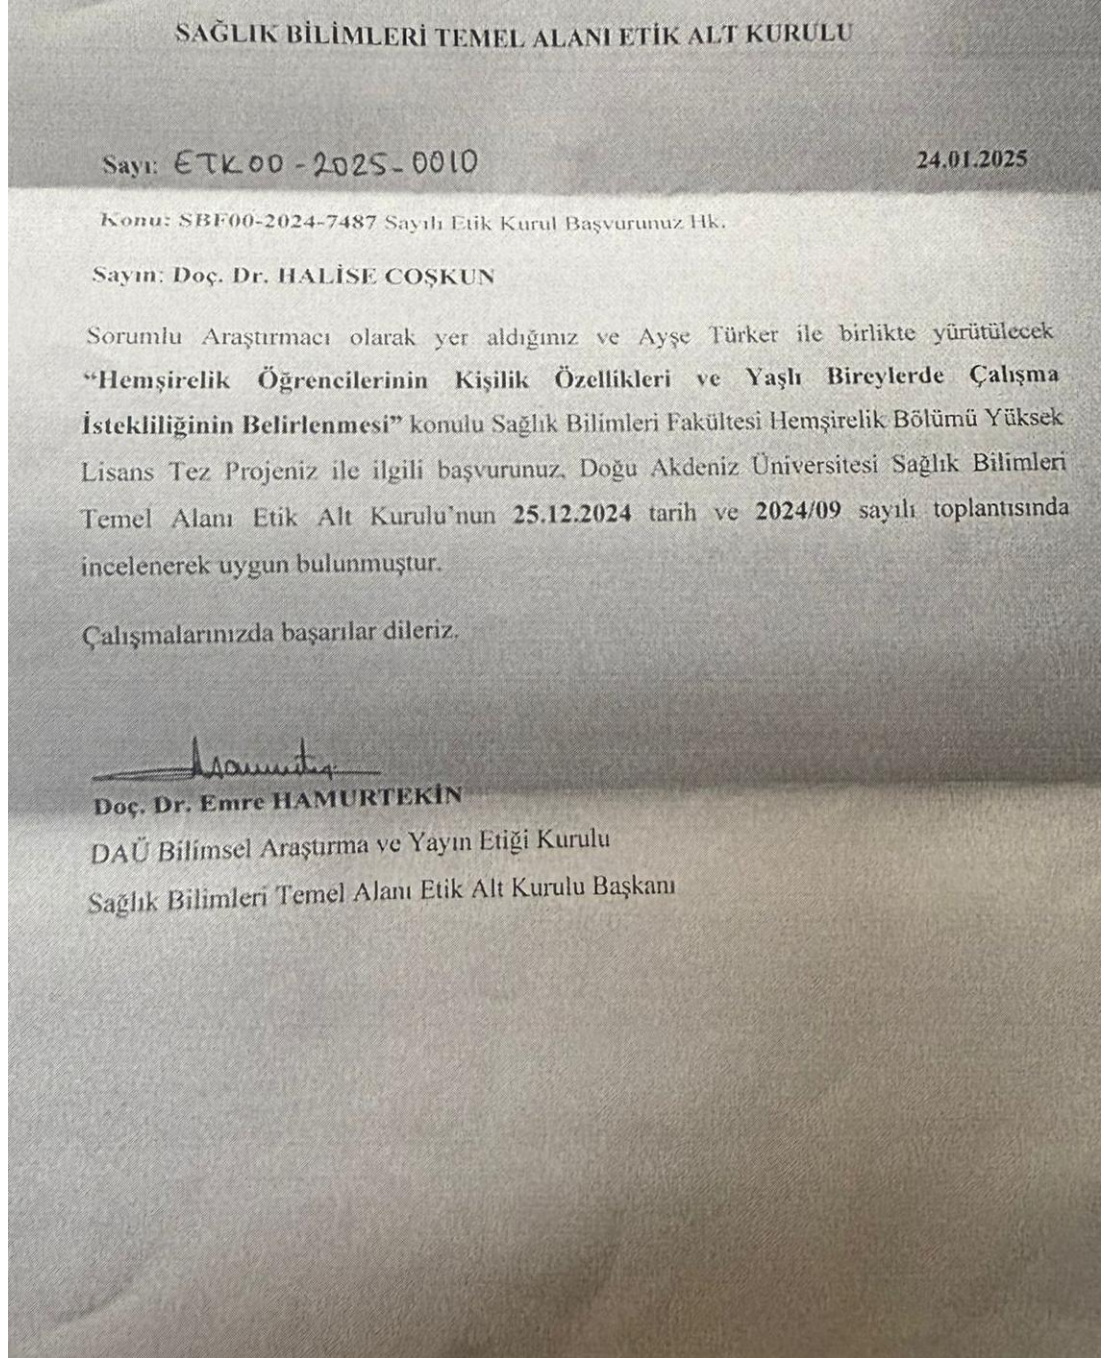 SAĞLIK BİLİMLERİ TEMEL ALANI ETİK ALT KURULU
Sayı: ETK00-2025-0010 24.01.2025
Konu: SBF00-2024-7487 Sayılı Etik Kurul Başvurunuz Hk.
Sayın: Doç. Dr. HALİSE COŞKUN
Sorumlu Araştırmacı olarak yer aldığınız ve Ayşe Türker ile birlikte yürütülecek
“Hemşirelik Öğrencilerinin Kişilik Özellikleri ve Yaşlı Bireylerde Çalışma
İstekliliğinin Belirlenmesi” konulu Sağlık Bilimleri Fakültesi Hemşirelik Bölümü Yüksek
Lisans Tez Projeniz ile ilgili başvurunuz, Doğu Akdeniz Üniversitesi Sağlık Bilimleri
Temel Alanı Etik Alt Kurulu’nun 25.12.2024 tarih ve 2024/09 sayılı toplantısında
incelenerek uygun bulunmuştur.
Çalışmalarınızda başarılar dileriz.
Doç. Dr. Emre HAMURTEKİN
DAÜ Bilimsel Araştırma ve Yayın Etiği Kurulu
Sağlık Bilimleri Temel Alanı Etik Alt Kurulu Başkanı